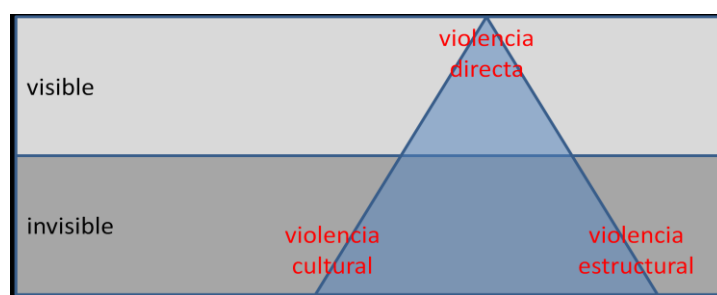 violencia
directa
visible
invisible
violencia
cultural
violencia
estructural